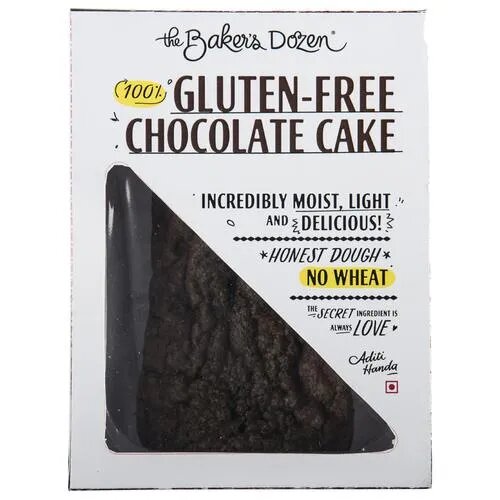 the Baker's Dozen®
100% GLUTEN-FREE
CHOCOLATE CAKE
INCREDIBLY MOIST, LIGHT
AND DELICIOUS!
*HONEST DOUGH*
NO WHEAT
THE SECRET INGREDIENT IS
ALWAYS LOVE
Aditi
Handa